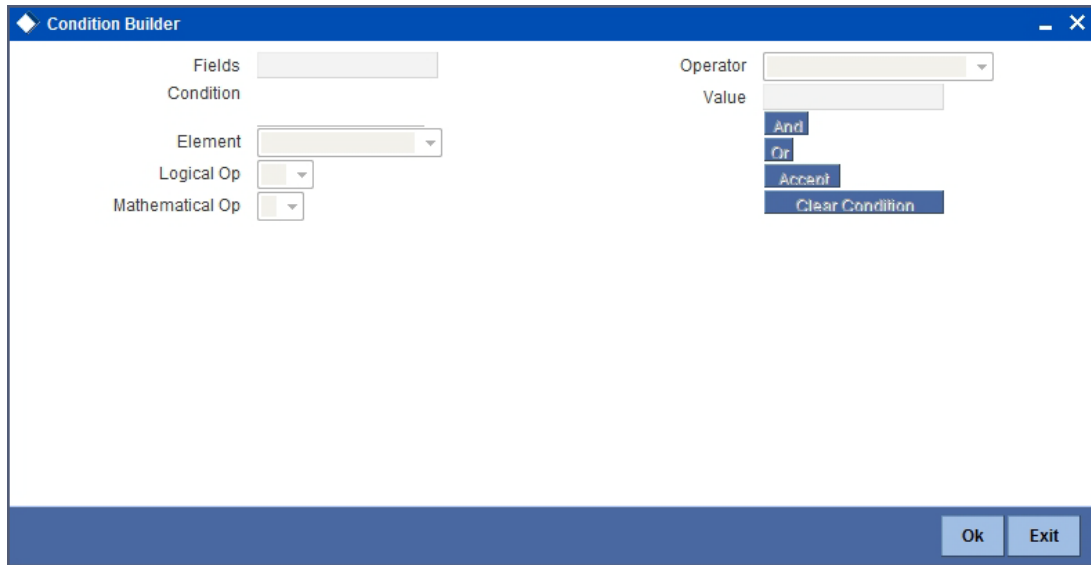 Condition Builder
Fields
Condition
Element
Logical Op
Mathematical Op
Operator
Value
And
Or
Accept
Clear Condition
Ok
Exit